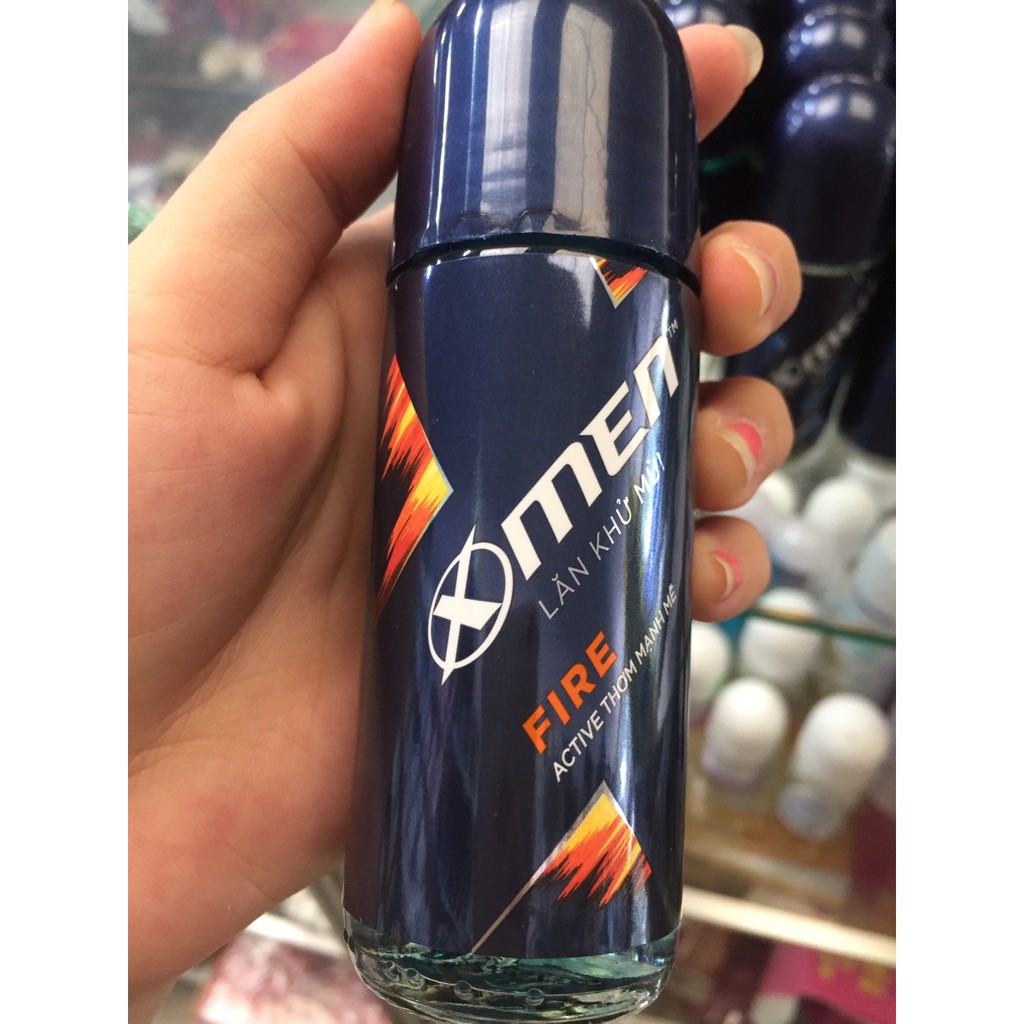 XMEN™
LĂN KHỬ MÙI
FIRE
ACTIVE THƠM MẠNH MẼ